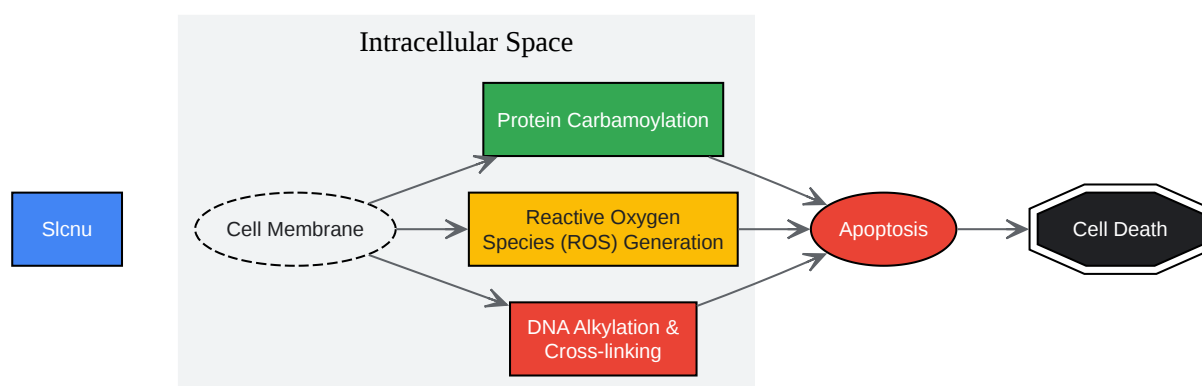 Intracellular Space
Protein Carbamoylation
Slcnu
Cell Membrane
Reactive Oxygen
Species (ROS) Generation
Apoptosis
Cell Death
DNA Alkylation &
Cross-linking